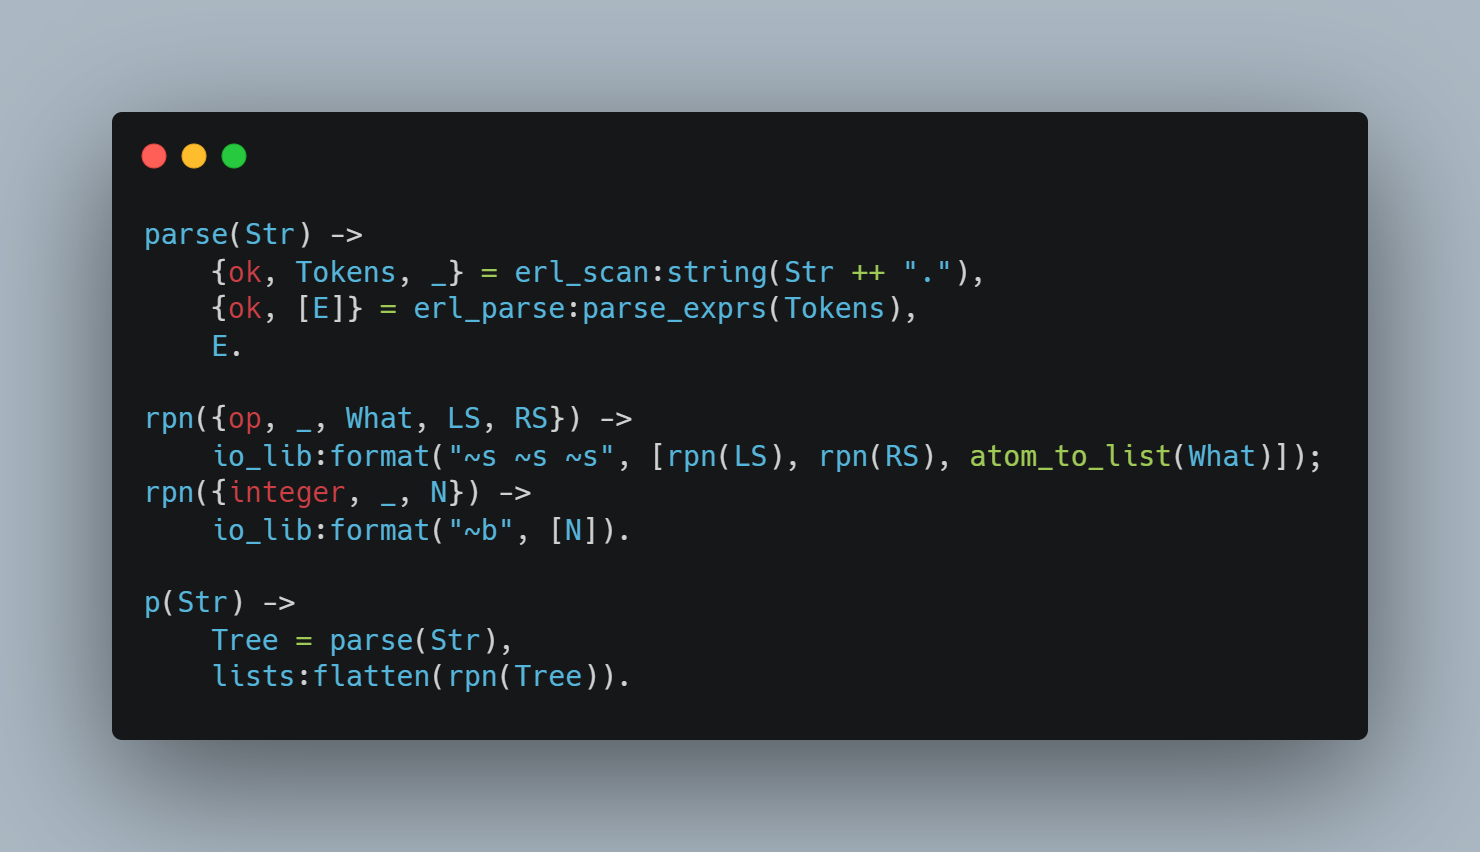 parse(Str) ->
    {ok, Tokens, _} = erl_scan:string(Str ++ "."),
    {ok, [E]} = erl_parse:parse_exprs(Tokens),
    E.

rpn({op, _, What, LS, RS}) ->
    io_lib:format("~s ~s ~s", [rpn(LS), rpn(RS), atom_to_list(What)]);
rpn({integer, _, N}) ->
    io_lib:format("~b", [N]).

p(Str) ->
    Tree = parse(Str),
    lists:flatten(rpn(Tree)).